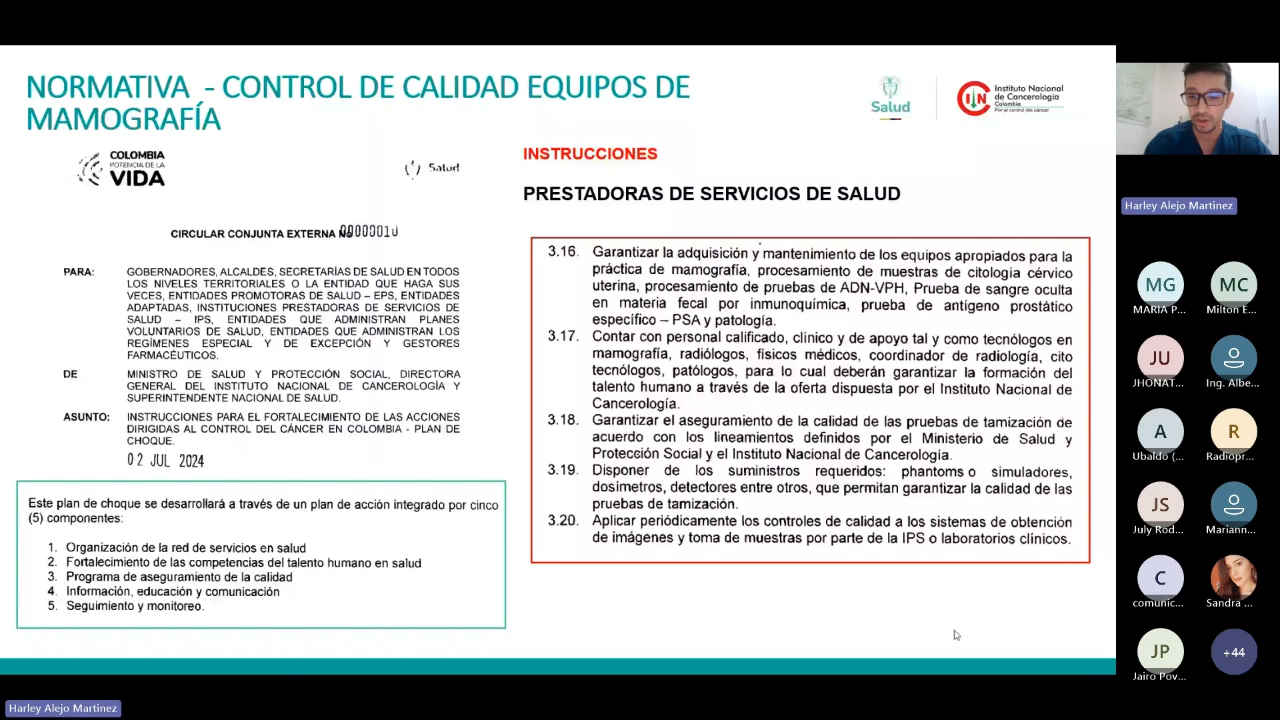 NORMATIVA - CONTROL DE CALIDAD EQUIPOS DE
MAMOGRAFÍA
Salud
Instituto Nacional
de Cancerología
Colombia
Por el control del cáncer
COLOMBIA
POTENCIA DE LA
VIDA
Salud
CIRCULAR CONJUNTA EXTERNA Nº 00000010
PARA: GOBERNADORES, ALCALDES, SECRETARÍAS DE SALUD EN TODOS
LOS NIVELES TERRITORIALES O LA ENTIDAD QUE HAGA SUS
VECES, ENTIDADES PROMOTORAS DE SALUD – EPS, ENTIDADES
ADAPTADAS, INSTITUCIONES PRESTADORAS DE SERVICIOS DE
SALUD – IPS, ENTIDADES QUE ADMINISTRAN PLANES
VOLUNTARIOS DE SALUD, ENTIDADES QUE ADMINISTRAN LOS
REGÍMENES ESPECIAL Y DE EXCEPCIÓN Y GESTORES
FARMACÉUTICOS.
DE MINISTRO DE SALUD Y PROTECCIÓN SOCIAL, DIRECTORA
GENERAL DEL INSTITUTO NACIONAL DE CANCEROLOGÍA Y
SUPERINTENDENTE NACIONAL DE SALUD.
ASUNTO: INSTRUCCIONES PARA EL FORTALECIMIENTO DE LAS ACCIONES
DIRIGIDAS AL CONTROL DEL CÁNCER EN COLOMBIA - PLAN DE
CHOQUE.
02 JUL 2024
Este plan de choque se desarrollará a través de un plan de acción integrado por cinco
(5) componentes:
1. Organización de la red de servicios en salud
2. Fortalecimiento de las competencias del talento humano en salud
3. Programa de aseguramiento de la calidad
4. Información, educación y comunicación
5. Seguimiento y monitoreo.
INSTRUCCIONES
PRESTADORAS DE SERVICIOS DE SALUD
3.16. Garantizar la adquisición y mantenimiento de los equipos apropiados para la
práctica de mamografía, procesamiento de muestras de citología cérvico
uterina, procesamiento de pruebas de ADN-VPH, Prueba de sangre oculta
en materia fecal por inmunoquímica, prueba de antígeno prostático
específico – PSA y patología.
3.17. Contar con personal calificado, clínico y de apoyo tal y como tecnólogos en
mamografía, radiólogos, físicos médicos, coordinador de radiología, cito
tecnólogos, patólogos, para lo cual deberán garantizar la formación del
talento humano a través de la oferta dispuesta por el Instituto Nacional de
Cancerología.
3.18. Garantizar el aseguramiento de la calidad de las pruebas de tamización de
acuerdo con los lineamientos definidos por el Ministerio de Salud y
Protección Social y el Instituto Nacional de Cancerología.
3.19. Disponer de los suministros requeridos: phantoms o simuladores,
dosímetros, detectores entre otros, que permitan garantizar la calidad de las
pruebas de tamización.
3.20. Aplicar periódicamente los controles de calidad a los sistemas de obtención
de imágenes y toma de muestras por parte de la IPS o laboratorios clínicos.
Harley Alejo Martinez
MG
MC
MARIA P...
Milton E...
JU
JHONAT...
Ing. Albe...
A
R
Ubaldo (...
Radiopr...
JS
July Rod...
Mariann...
C
comunic...
Sandra ...
JP
+44
Jairo Pov...
Harley Alejo Martinez